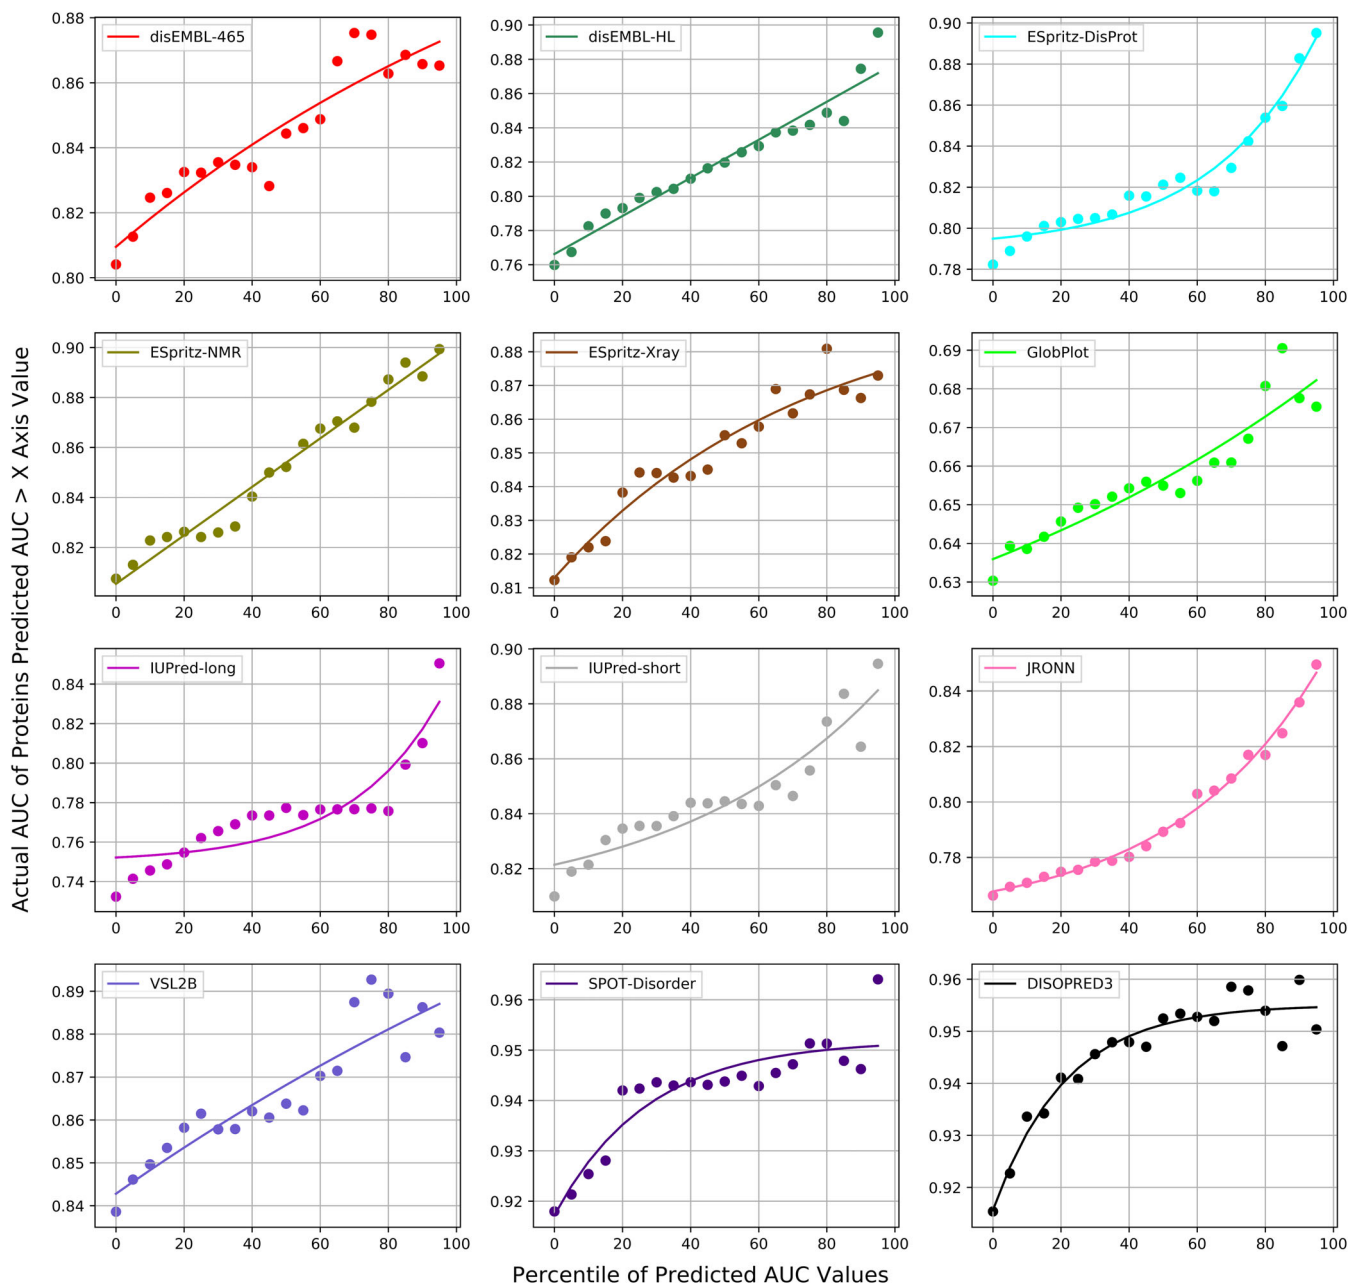 Actual AUC of Proteins Predicted AUC > X Axis Value
disEMBL-465
0.88
0.86
0.84
0.82
0.80
0 20 40 60 80 100
disEMBL-HL
0.90
0.88
0.86
0.84
0.82
0.80
0.78
0.76
0 20 40 60 80 100
ESpritz-DisProt
0.90
0.88
0.86
0.84
0.82
0.80
0.78
0 20 40 60 80 100
ESpritz-NMR
0.90
0.88
0.86
0.84
0.82
0 20 40 60 80 100
ESpritz-Xray
0.88
0.87
0.86
0.85
0.84
0.83
0.82
0.81
0 20 40 60 80 100
GlobPlot
0.69
0.68
0.67
0.66
0.65
0.64
0.63
0 20 40 60 80 100
IUPred-long
0.84
0.82
0.80
0.78
0.76
0.74
0 20 40 60 80 100
IUPred-short
0.90
0.88
0.86
0.84
0.82
0 20 40 60 80 100
JRONN
0.84
0.82
0.80
0.78
0 20 40 60 80 100
VSL2B
0.89
0.88
0.87
0.86
0.85
0.84
0 20 40 60 80 100
SPOT-Disorder
0.96
0.95
0.94
0.93
0.92
0 20 40 60 80 100
DISOPRED3
0.96
0.95
0.94
0.93
0.92
0 20 40 60 80 100
Percentile of Predicted AUC Values